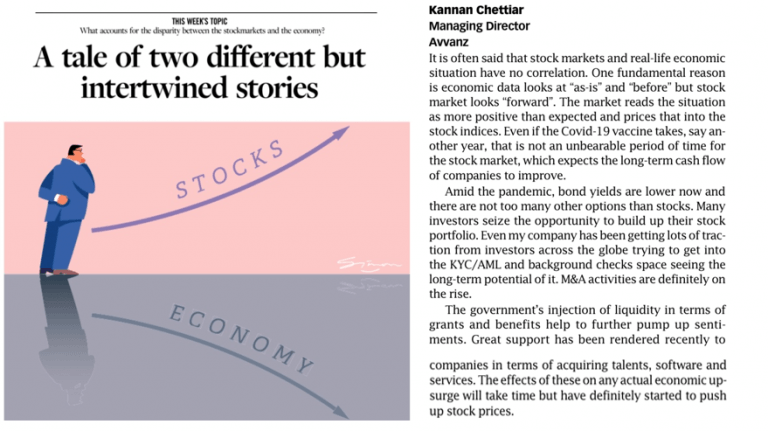 THIS WEEK'S TOPIC
What accounts for the disparity between the stockmarkets and the economy?
A tale of two different but
intertwined stories
STOCKS
ECONOMY
Kannan Chettiar
Managing Director
Avvanz
It is often said that stock markets and real-life economic
situation have no correlation. One fundamental reason
is economic data looks at “as-is” and “before” but stock
market looks “forward”. The market reads the situation
as more positive than expected and prices that into the
stock indices. Even if the Covid-19 vaccine takes, say an-
other year, that is not an unbearable period of time for
the stock market, which expects the long-term cash flow
of companies to improve.
Amid the pandemic, bond yields are lower now and
there are not too many other options than stocks. Many
investors seize the opportunity to build up their stock
portfolio. Even my company has been getting lots of trac-
tion from investors across the globe trying to get into
the KYC/AML and background checks space seeing the
long-term potential of it. M&A activities are definitely on
the rise.
The government's injection of liquidity in terms of
grants and benefits help to further pump up senti-
ments. Great support has been rendered recently to
companies in terms of acquiring talents, software and
services. The effects of these on any actual economic up-
surge will take time but have definitely started to push
up stock prices.